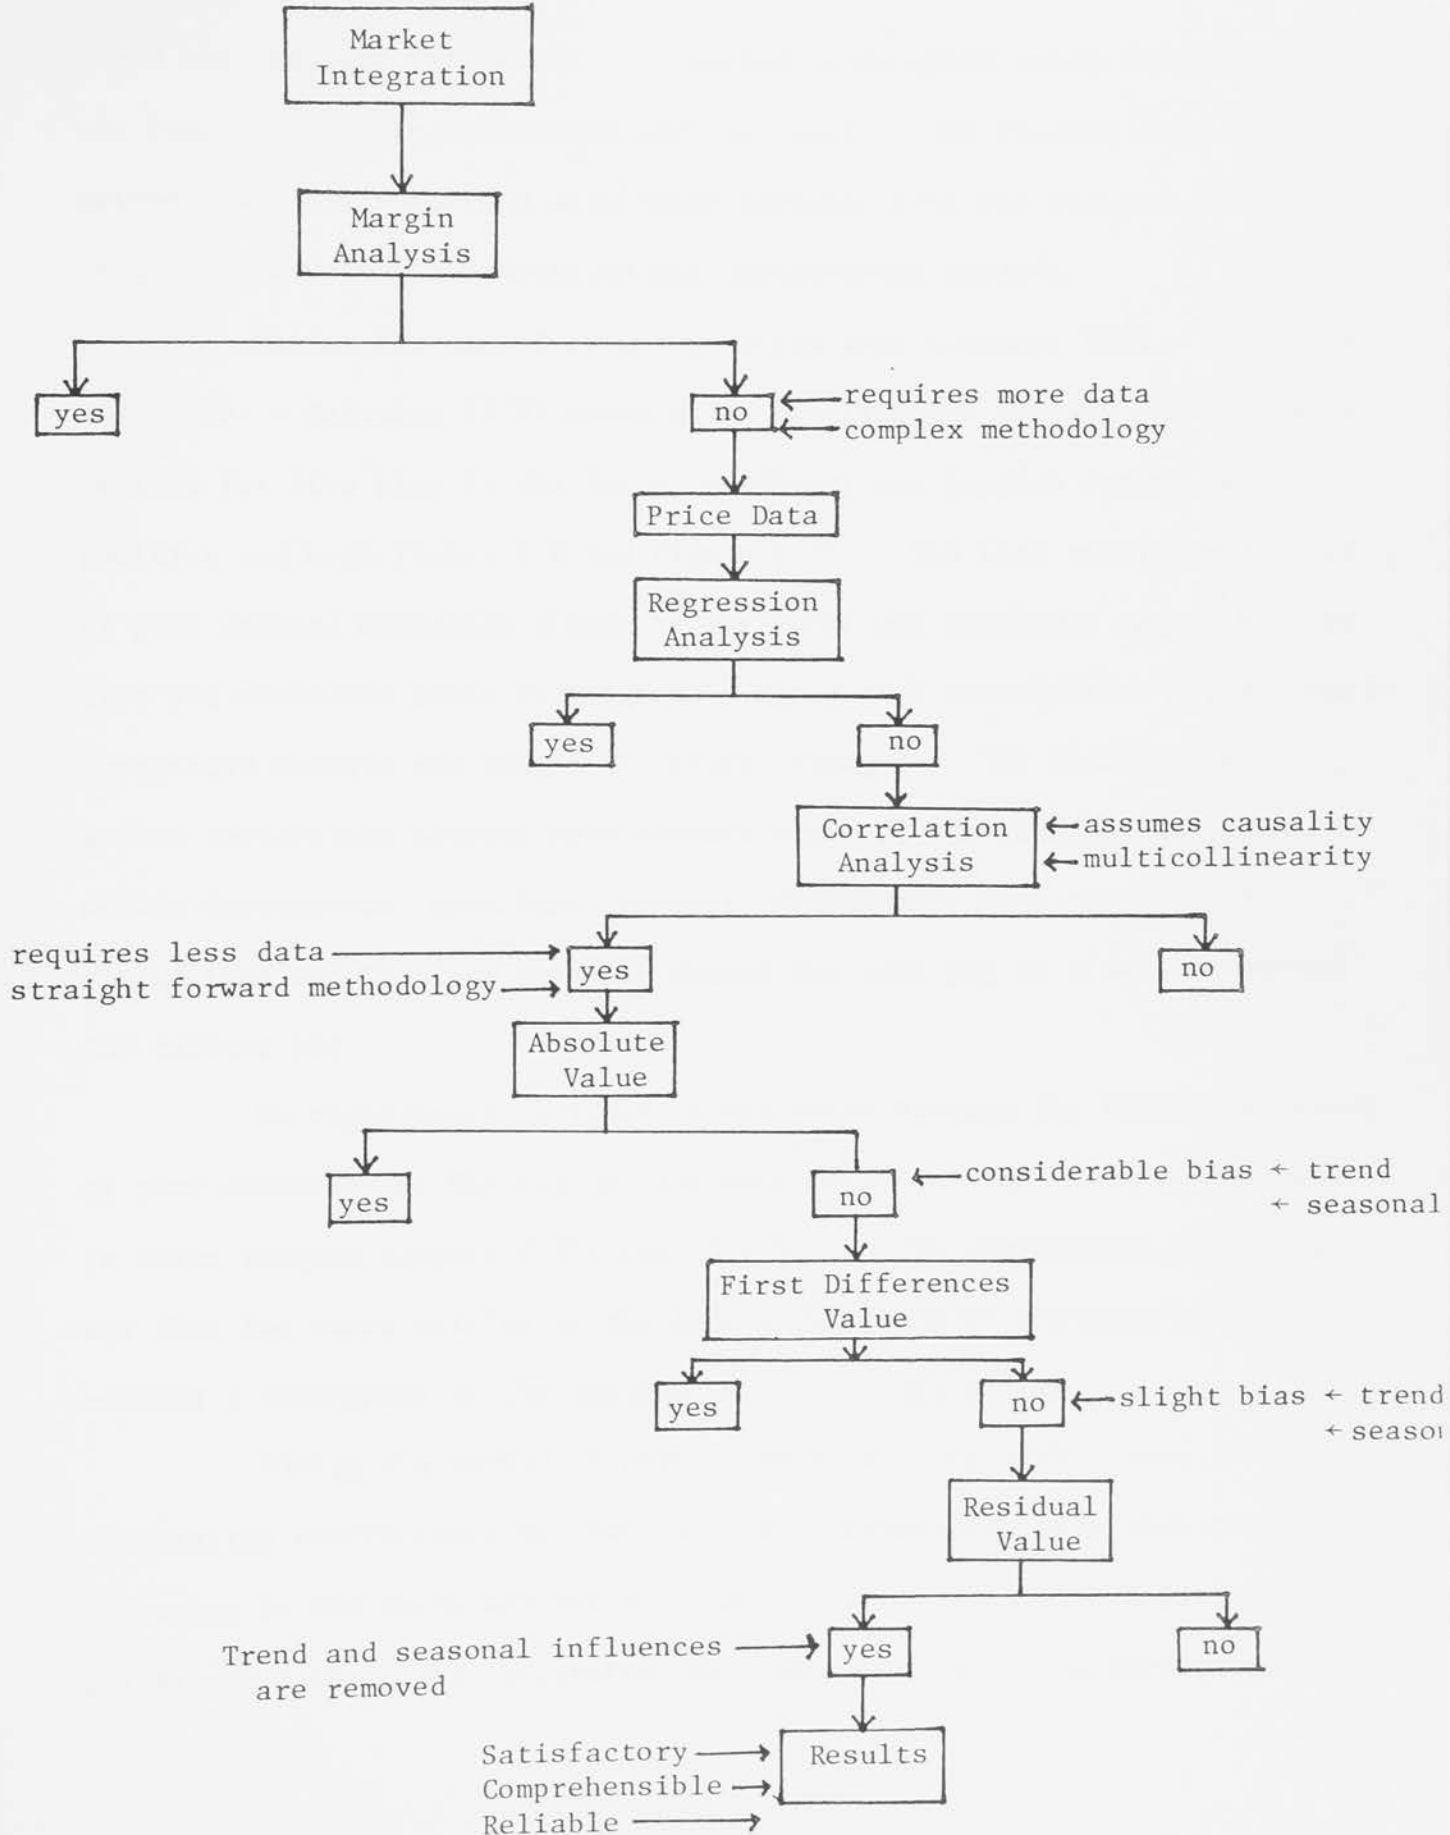 Market
Integration
Margin
Analysis
yes
no
requires more data
complex methodology
Price Data
Regression
Analysis
yes
no
Correlation
Analysis
assumes causality
multicollinearity
requires less data
straight forward methodology
yes
no
Absolute
Value
yes
no
considerable bias ← trend
← seasonal
First Differences
Value
yes
no
slight bias ← trend
←
Residual
Value
Trend and seasonal influences
are removed
yes
no
Satisfactory
Comprehensible
Reliable
Results